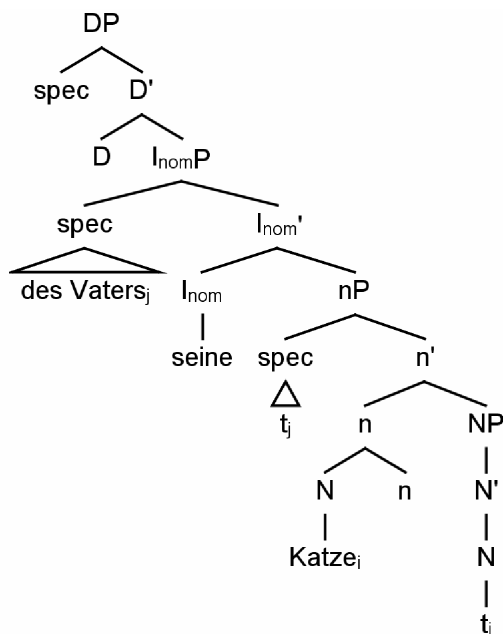 DP
spec D'
D InomP
spec Inom'
des Vatersj Inom nP
seine spec n'
tj n NP
N n N'
Katzei N
ti